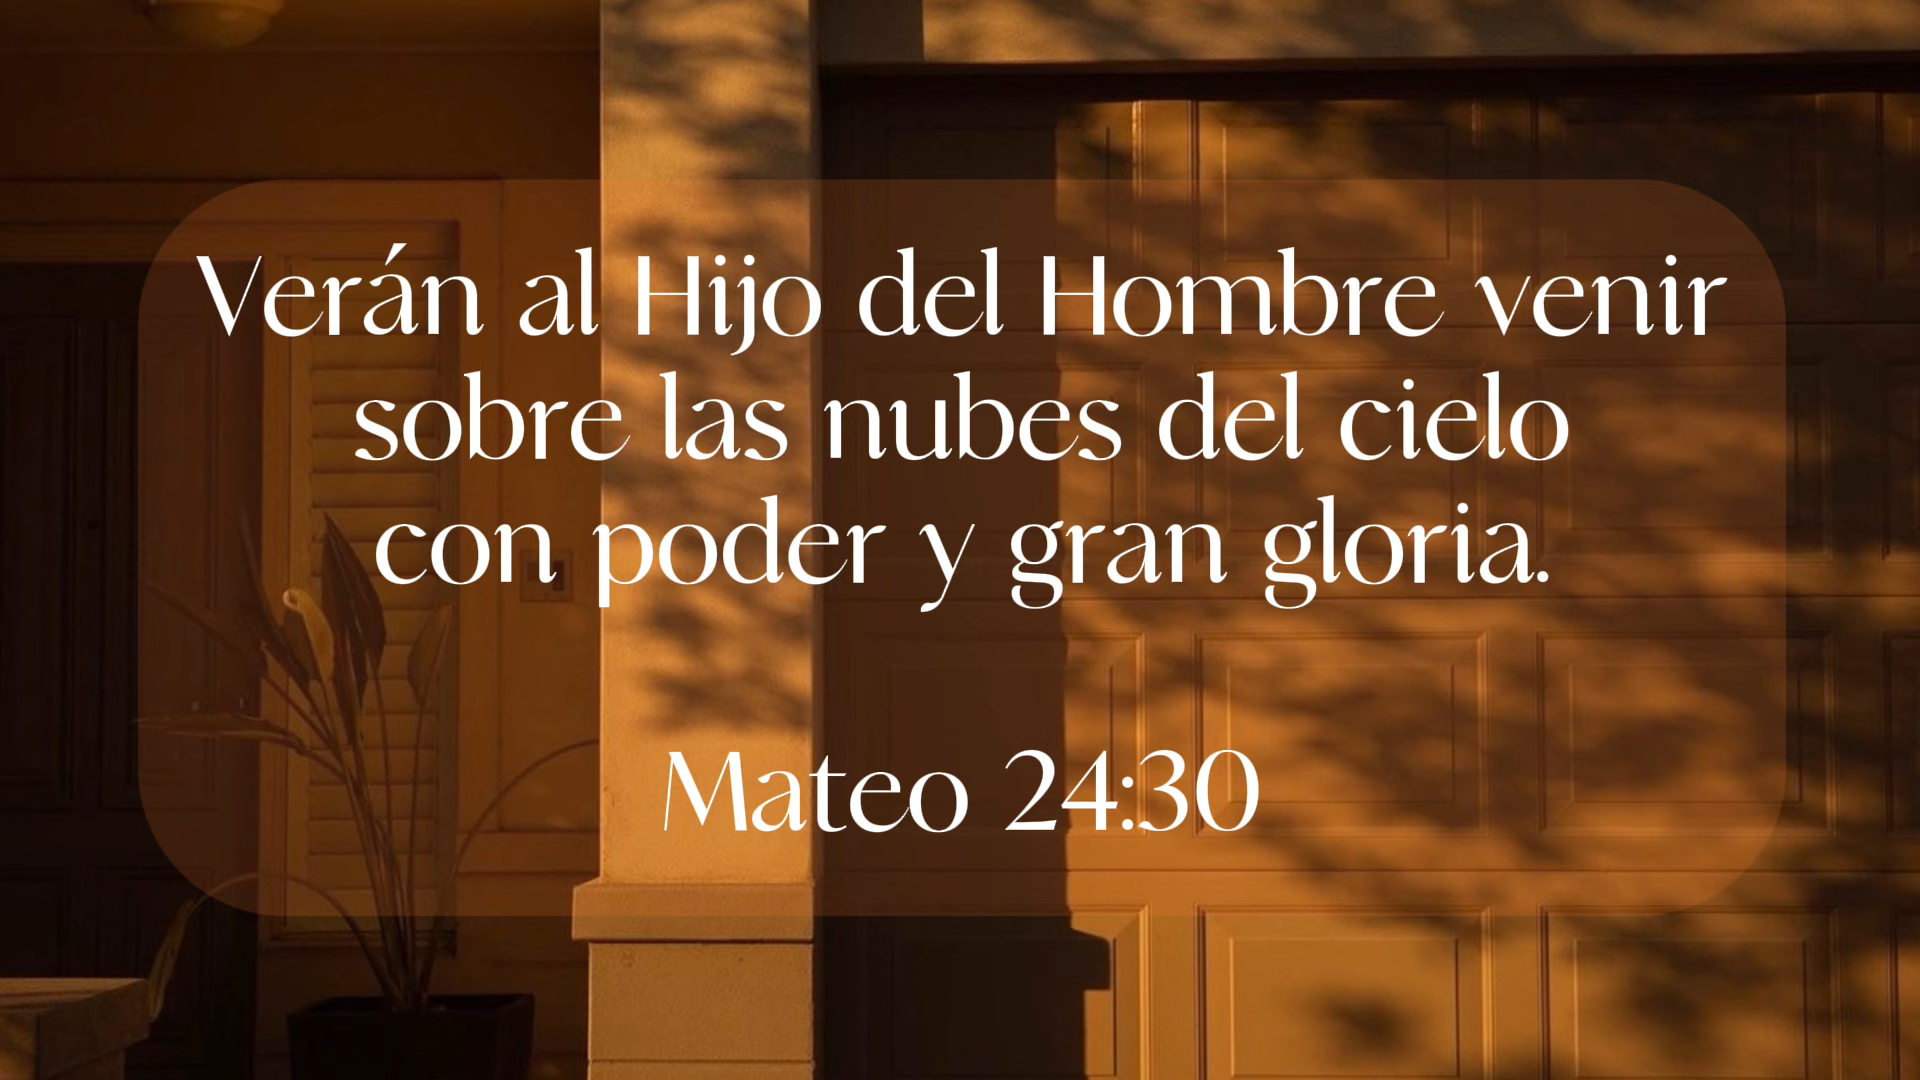 Verán al Hijo del Hombre venir
sobre las nubes del cielo
con poder y gran gloria.
Mateo 24:30